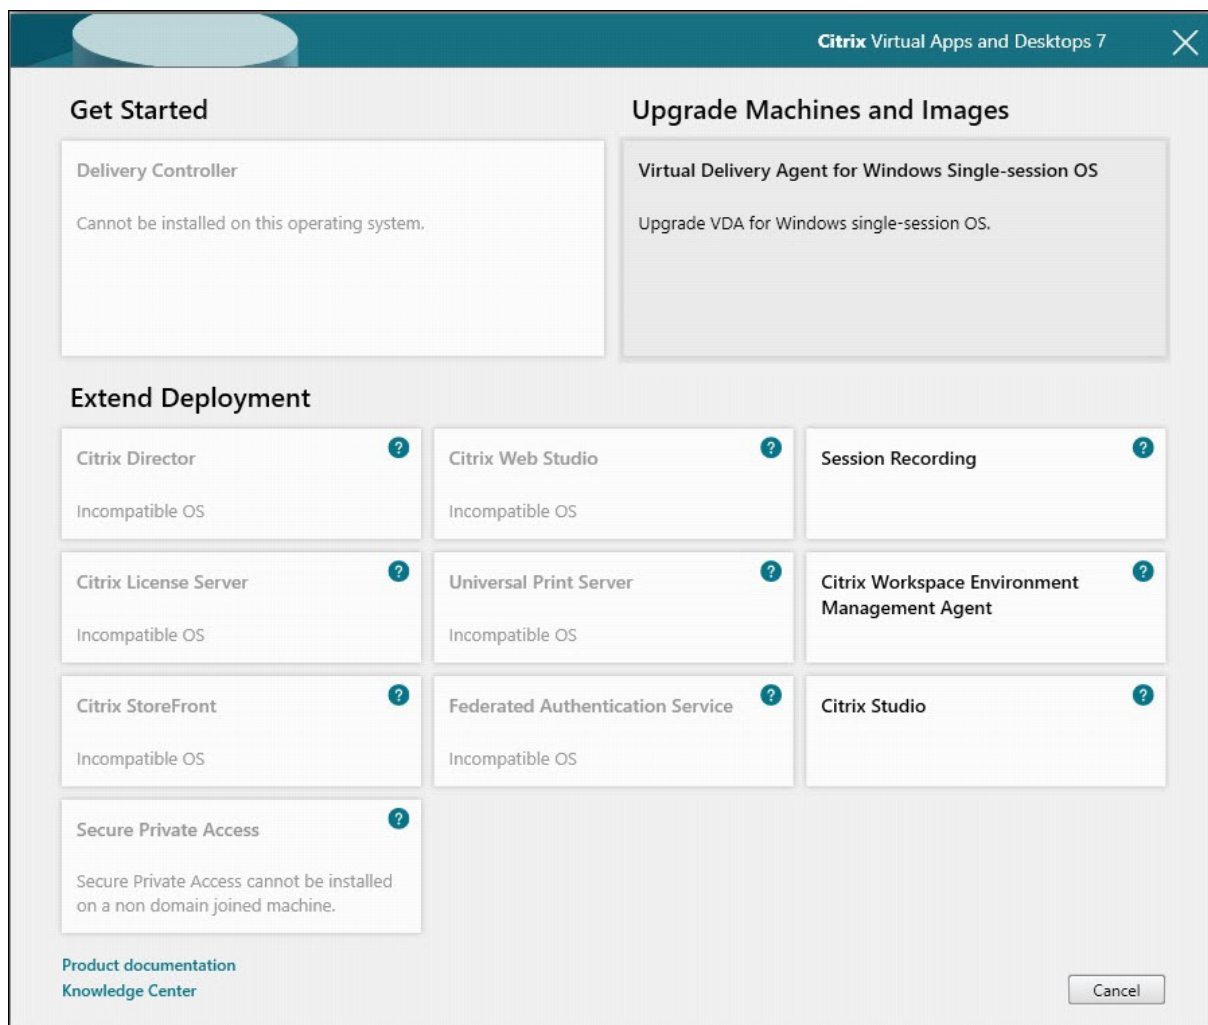 Citrix Virtual Apps and Desktops 7
Get Started
Delivery Controller
Cannot be installed on this operating system.
Upgrade Machines and Images
Virtual Delivery Agent for Windows Single-session OS
Upgrade VDA for Windows single-session OS.
Extend Deployment
Citrix Director
?
Incompatible OS
Citrix Web Studio
?
Incompatible OS
Session Recording
?
Citrix License Server
?
Incompatible OS
Universal Print Server
?
Incompatible OS
Citrix Workspace Environment
Management Agent
?
Citrix StoreFront
?
Incompatible OS
Federated Authentication Service
?
Incompatible OS
Citrix Studio
?
Secure Private Access
?
Secure Private Access cannot be installed
on a non domain joined machine.
Product documentation
Knowledge Center
Cancel